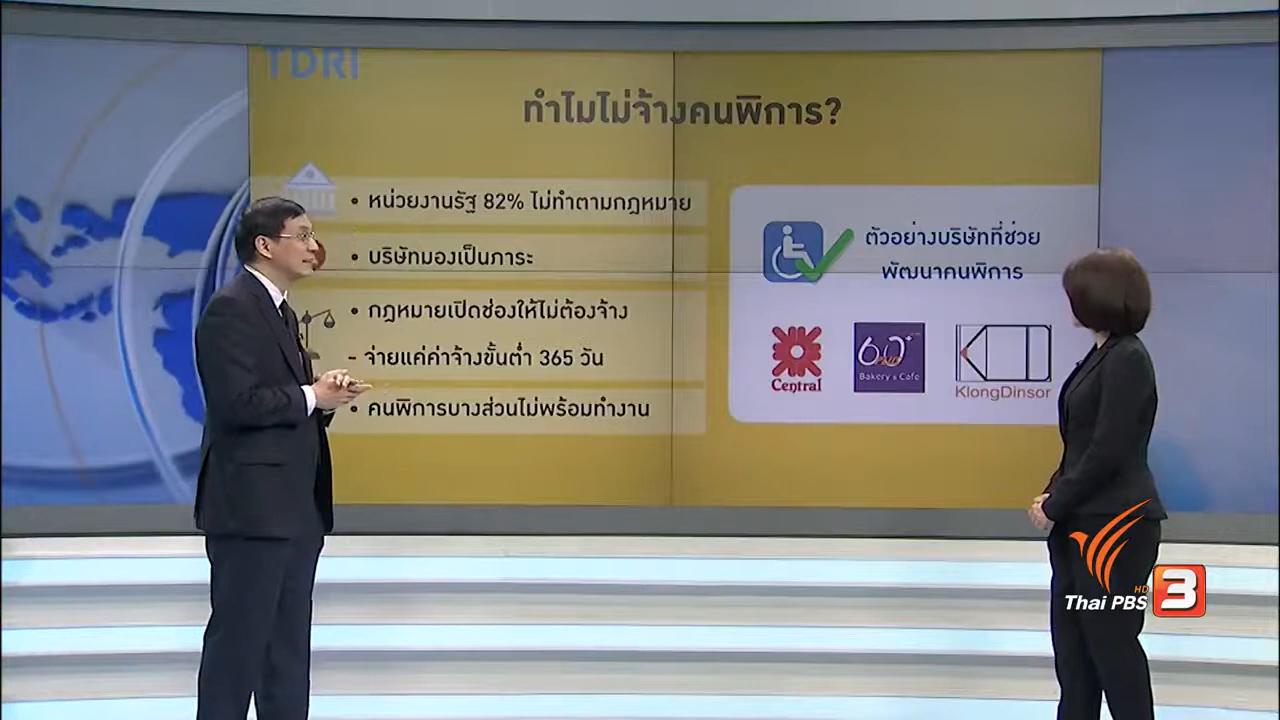 TDRI
ทำไมไม่จ้างคนพิการ?
• หน่วยงานรัฐ 82% ไม่ทำตามกฎหมาย
• บริษัทมองเป็นภาระ
• กฎหมายเปิดช่องให้ไม่ต้องจ้าง
- จ่ายแค่ค่าจ้างขั้นต่ำ 365 วัน
• คนพิการบางส่วนไม่พร้อมทำงาน
ตัวอย่างบริษัทที่ช่วย
พัฒนาคนพิการ
Central
60+
Bakery & Cafe
KlongDinsor
Thai PBS HD 3